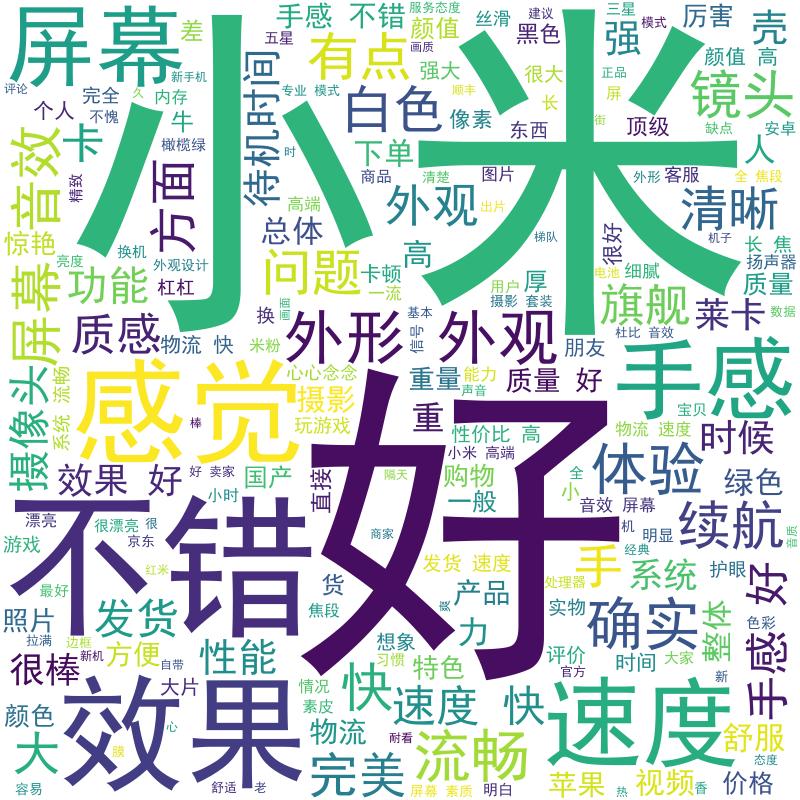 小米
好
不错
感觉
效果
速度
屏幕
手感
外观
外形
音效
白色
有点
镜头
方面
待机时间
手感 不错
颜值
服务态度
画质
建议
丝滑
黑色
三星
模式
强
厉害
壳
颜值 高
正品
屏
评论
新手机
差
五星
强大
很大
个人
完全
久
内存
专业 模式
顺丰
长
像素
街
缺点
安卓
不愧
牛
橄榄绿
时
下单
东西
顶级
人
卡
精致
商品
清楚
图片
外形
客服
全 焦段
高端
外观
出片
清晰
惊艳
换机
总体
梯队
很好
机子
长 焦
亮度
外观设计
高
扬声器
功能
杠杠
问题
卡顿
一流
用户
厚
电池
细腻
质量
屏幕
换
画面
摄影 套装
旗舰
莱卡
数据
质感
物流 快
米粉
基本
信号
外观
朋友
杜比 音效
摄像头
系统 流畅
心心念念
重量
能力
声音
质量 好
摄影
玩游戏
重
性价比 高
宝贝
物流 速度
时候
棒
小米 高端
效果 好
好 卖家
国产
直接
隔天
购物
全
体验
绿色
小时
一般
小
音效 屏幕
漂亮
很漂亮
很
机
明显
续航
音质
游戏
京东
商家
经典
红米
发货 速度
手
系统
护眼
好
最好
货
处理器
照片
发货
焦段
产品
实物
确实
整体
色彩
拉满
边框
力
想象
很棒
新机
方便
自带
性能
习惯
特色
评价
官方
时间
大家
手感 好
新
颜色
大片
情况
素皮
快
速度 快
心
物流
大
膜
耐看
流畅
舒服
态度
容易
舒适
老
完美
屏幕 素质
明白
苹果
热
视频
香
价格